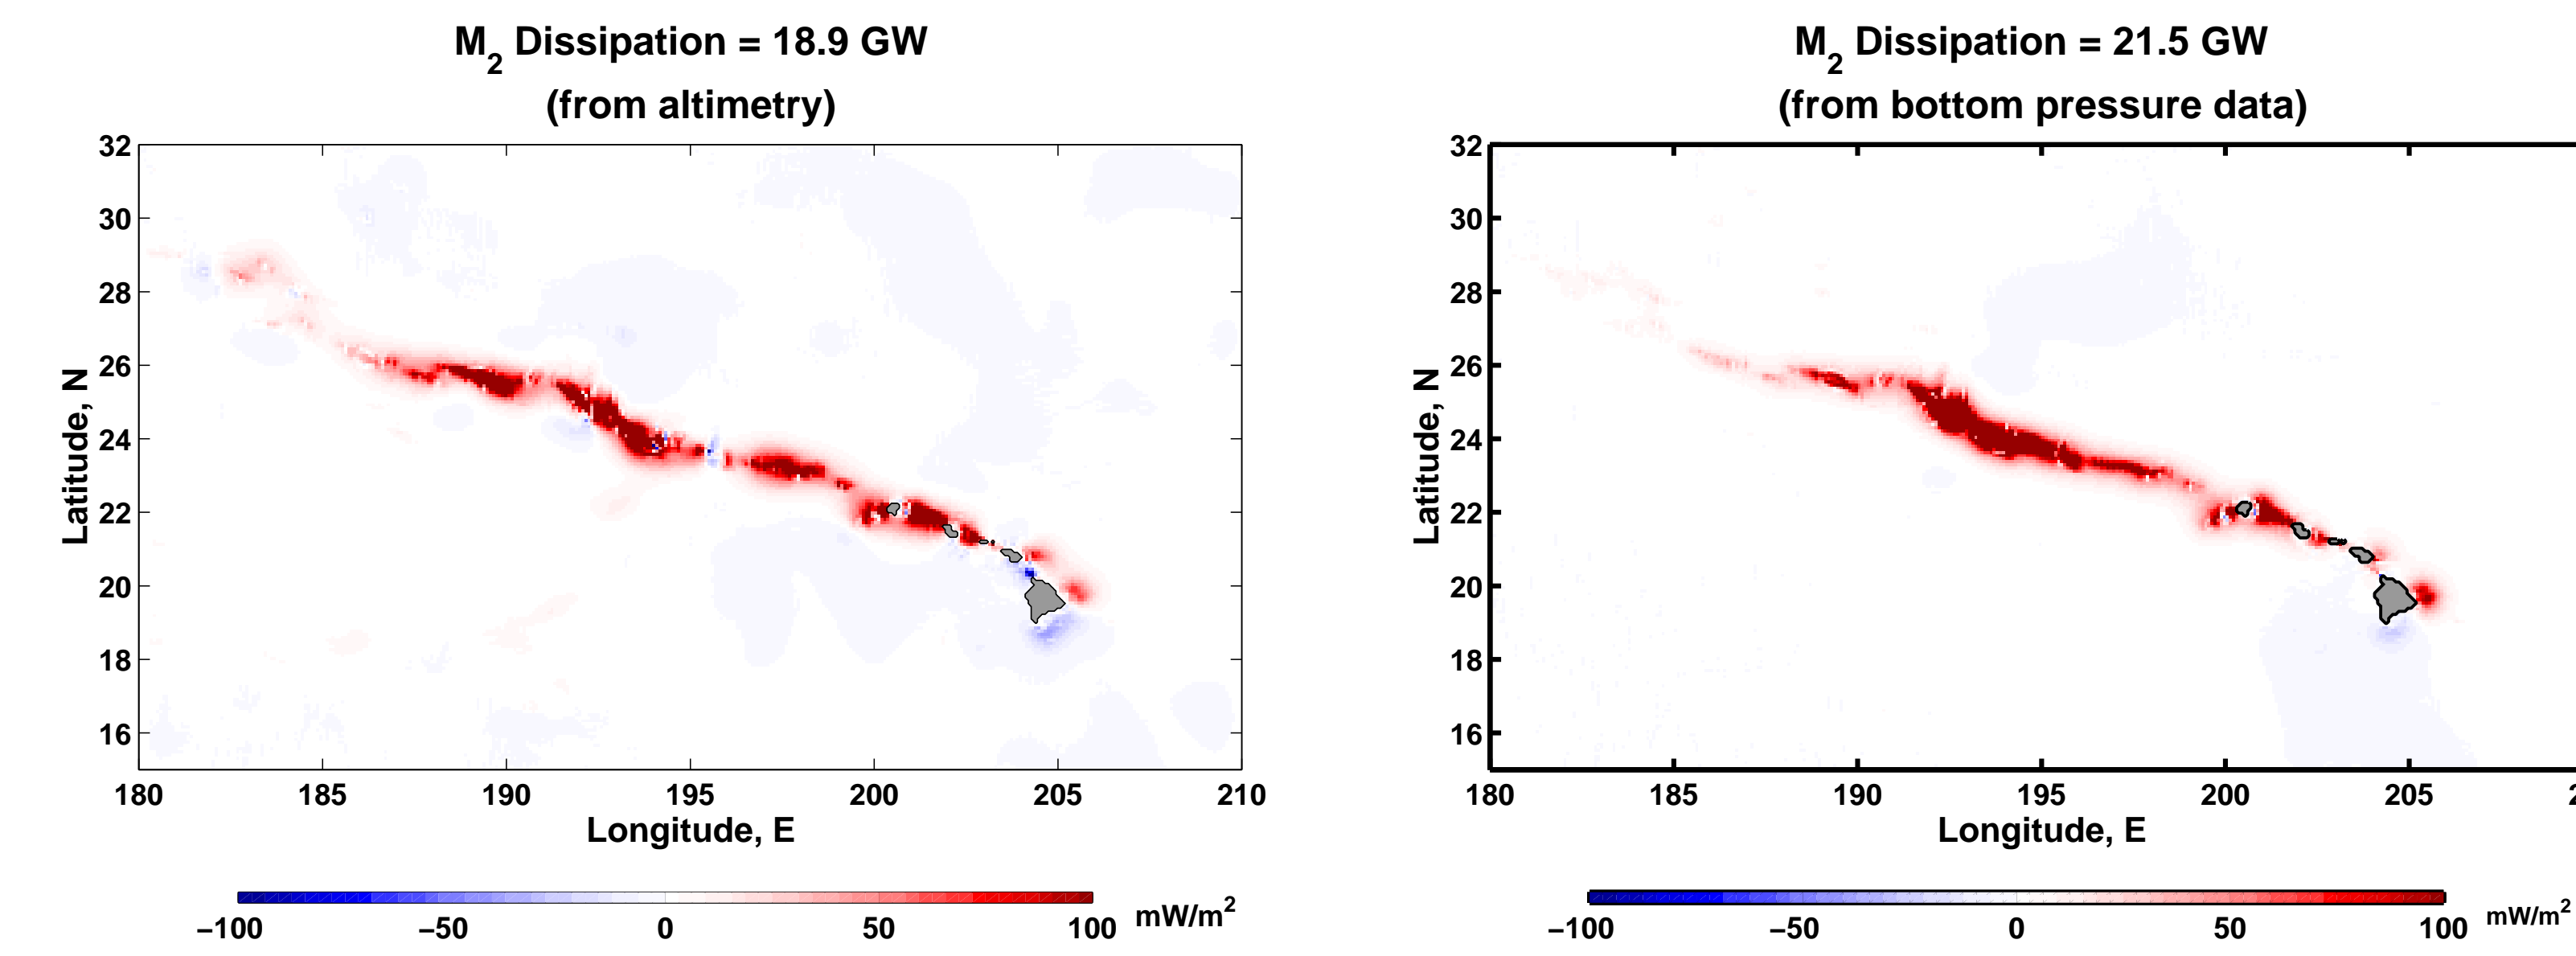 M2 Dissipation = 18.9 GW
(from altimetry)
32
30
28
26
24
22
20
18
16
Latitude, N
180 185 190 195 200 205 210
Longitude, E
−100 −50 0 50 100 mW/m2
M2 Dissipation = 21.5 GW
(from bottom pressure data)
32
30
28
26
24
22
20
18
16
Latitude, N
180 185 190 195 200 205
Longitude, E
−100 −50 0 50 100 mW/m2